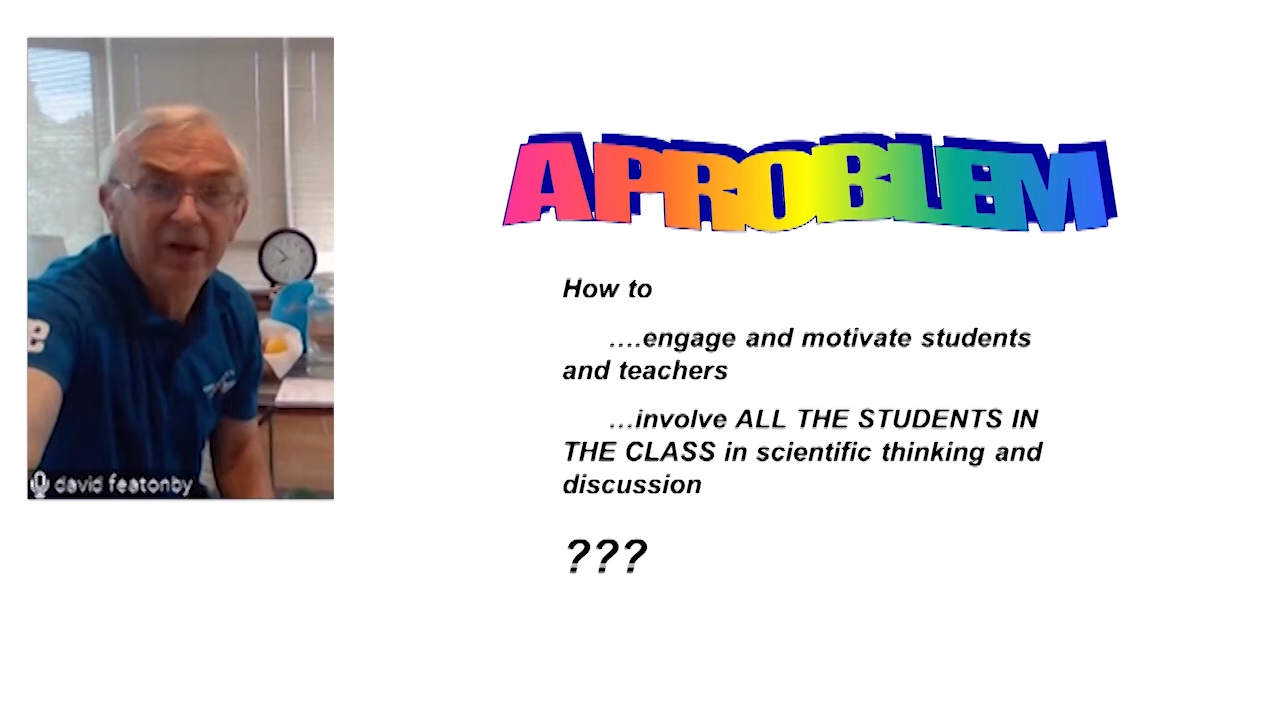 A PROBLEM
How to
....engage and motivate students
and teachers
...involve ALL THE STUDENTS IN
THE CLASS in scientific thinking and
discussion
???
david featonby